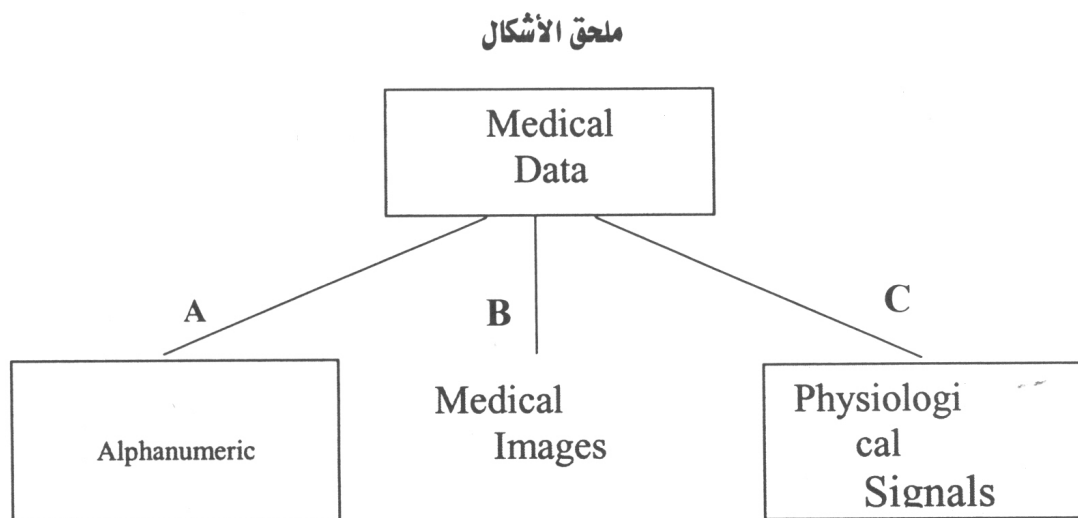 ملحق الأشكال
Medical
Data
A
B
C
Alphanumeric
Medical
Images
Physiologi
cal
Signals